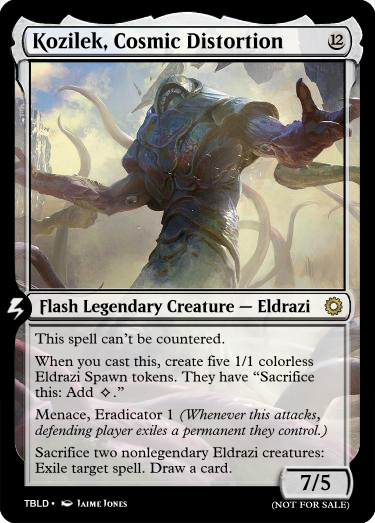 Kozilek, Cosmic Distortion 12
Flash Legendary Creature — Eldrazi
This spell can't be countered.
When you cast this, create five 1/1 colorless
Eldrazi Spawn tokens. They have “Sacrifice
this: Add ◇.”
Menace, Eradicator 1 (Whenever this attacks,
defending player exiles a permanent they control.)
Sacrifice two nonlegendary Eldrazi creatures:
Exile target spell. Draw a card.
7/5
TBLD • Jaime Jones
(NOT FOR SALE)